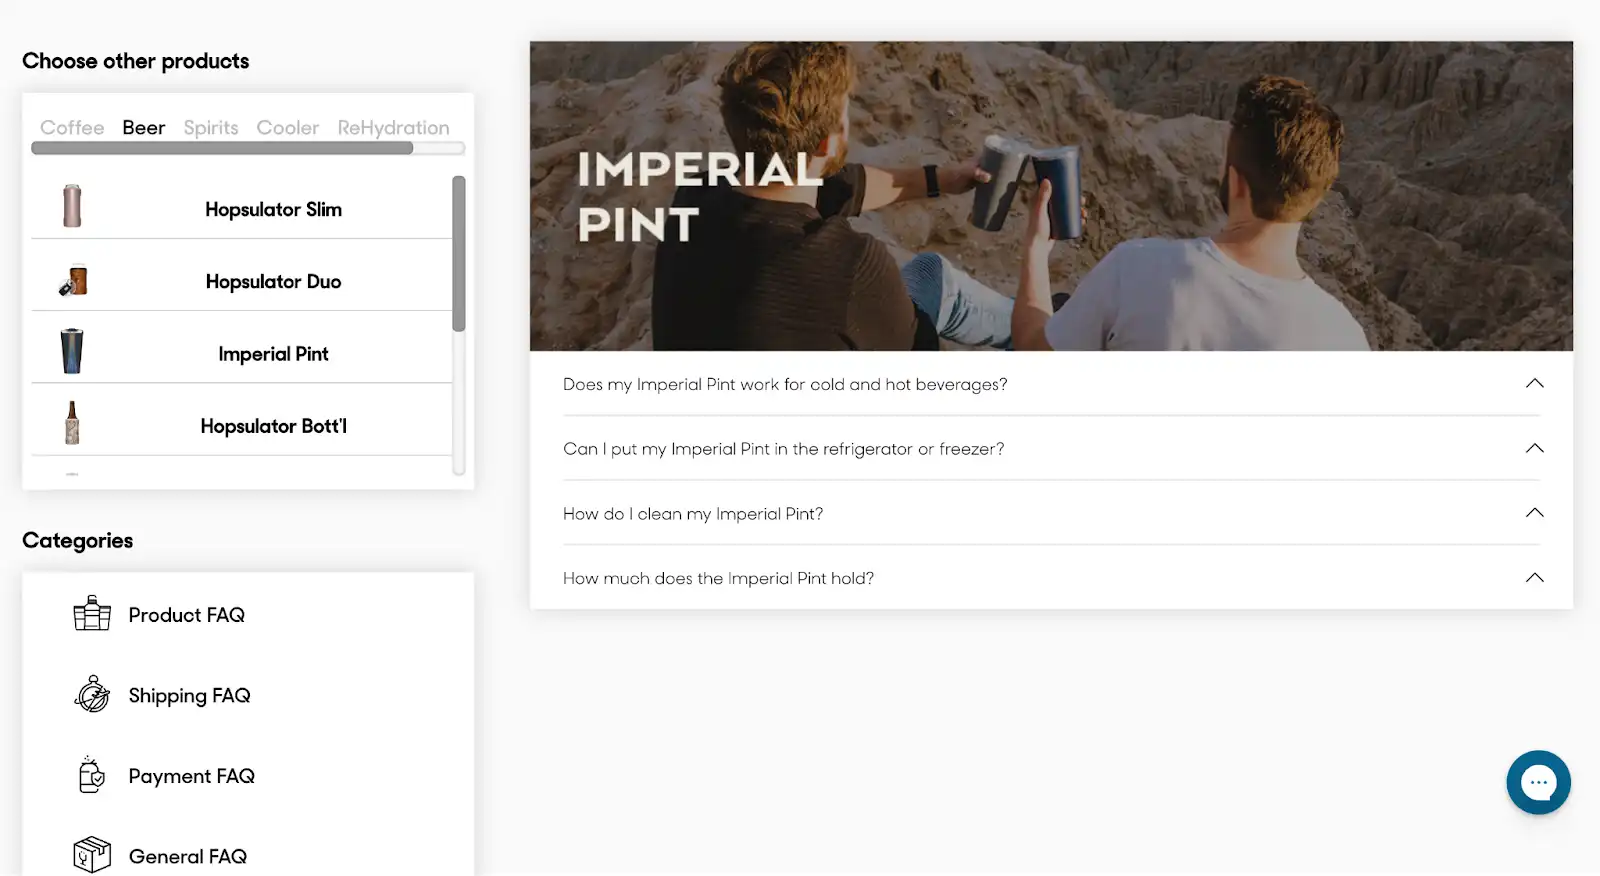 Choose other products
Coffee Beer Spirits Cooler ReHydration
Hopsulator Slim
Hopsulator Duo
Imperial Pint
Hopsulator Bott'l
Categories
Product FAQ
Shipping FAQ
Payment FAQ
General FAQ
IMPERIAL
PINT
Does my Imperial Pint work for cold and hot beverages?
Can I put my Imperial Pint in the refrigerator or freezer?
How do I clean my Imperial Pint?
How much does the Imperial Pint hold?